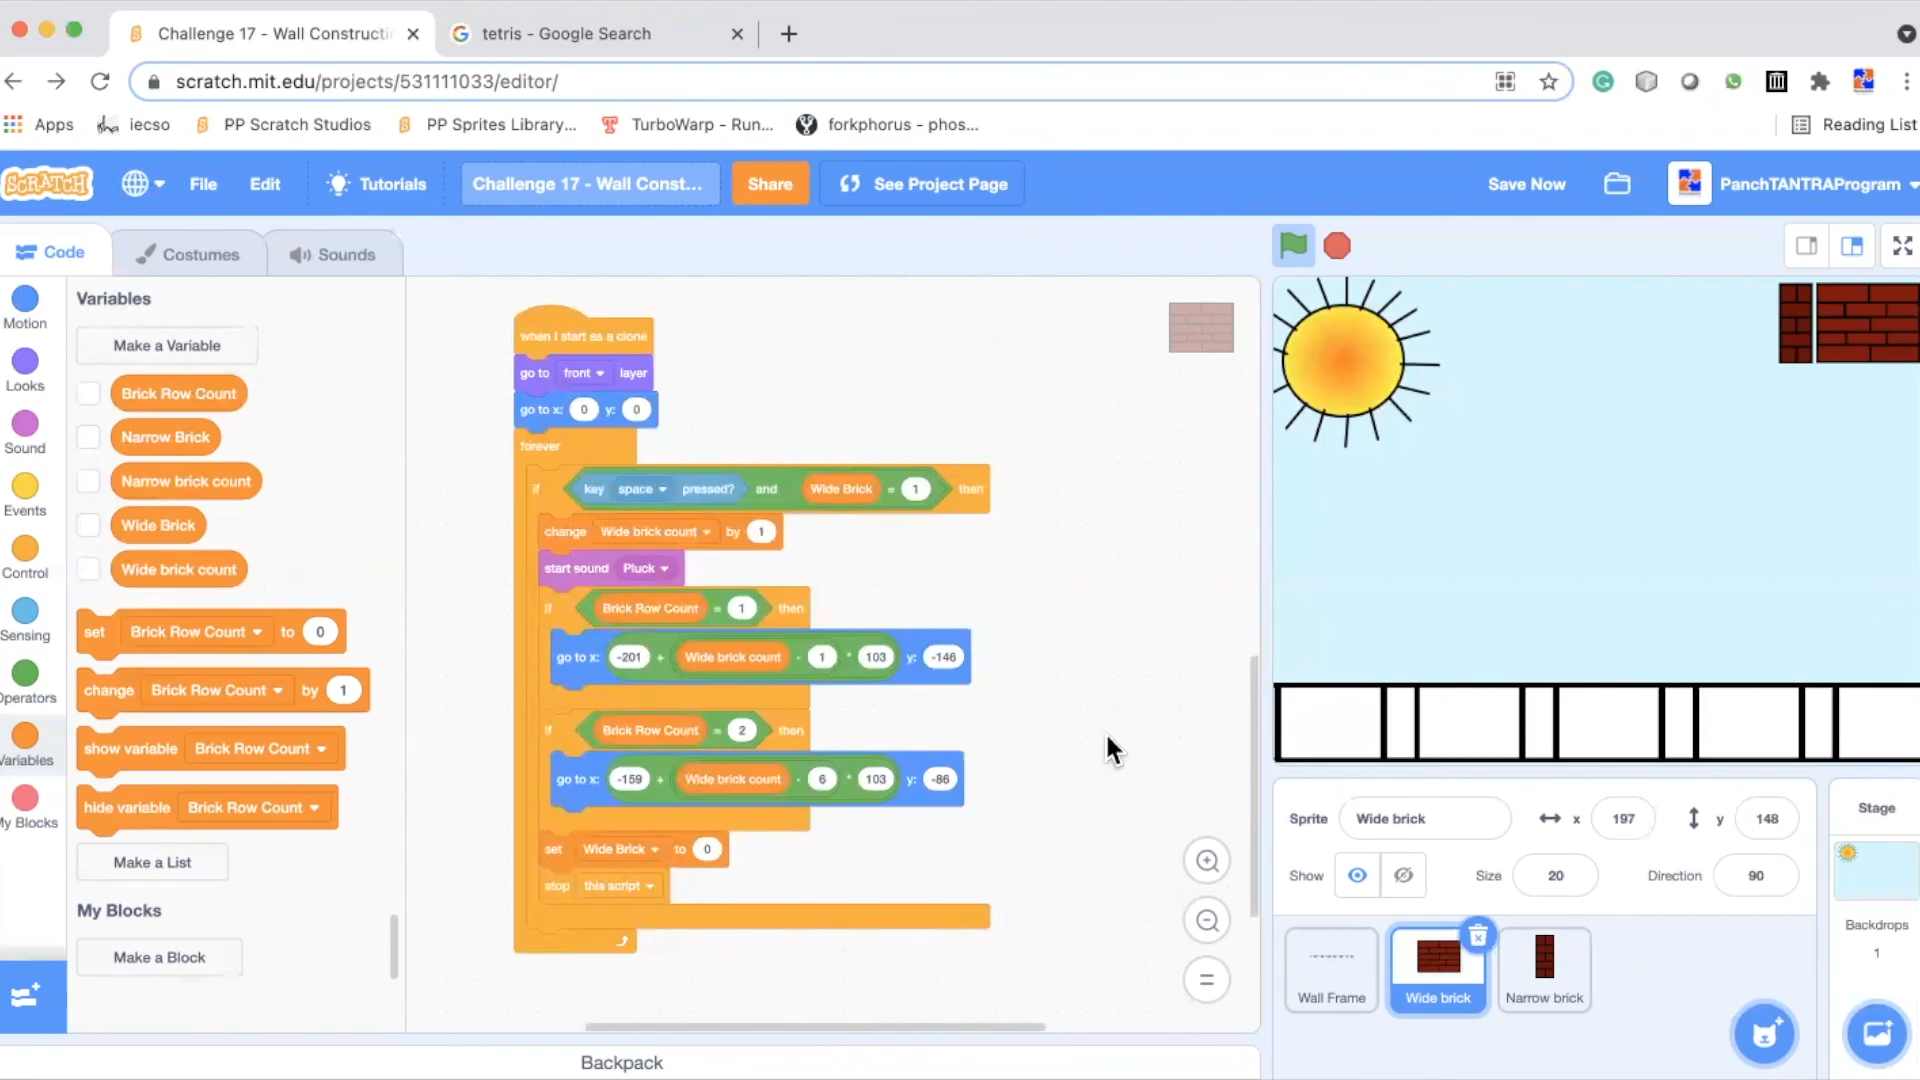 Challenge 17 - Wall Constructi
tetris - Google Search
scratch.mit.edu/projects/531111033/editor/
Apps
iecso
PP Scratch Studios
PP Sprites Library...
TurboWarp - Run...
forkphorus - phos...
Reading List
SCRATCH
File
Edit
Tutorials
Challenge 17 - Wall Const...
Share
See Project Page
Save Now
PanchTANTRAProgram
Code
Costumes
Sounds
Motion
Looks
Sound
Events
Control
Sensing
Operators
Variables
My Blocks
Variables
Make a Variable
Brick Row Count
Narrow Brick
Narrow brick count
Wide Brick
Wide brick count
set Brick Row Count to 0
change Brick Row Count by 1
show variable Brick Row Count
hide variable Brick Row Count
Make a List
My Blocks
Make a Block
when I start as a clone
go to front layer
go to x: 0 y: 0
forever
if key space pressed? and Wide Brick = 1 then
change Wide brick count by 1
start sound Pluck
if Brick Row Count = 1 then
go to x: -201 + Wide brick count - 1 * 103 y: -146
if Brick Row Count = 2 then
go to x: -159 + Wide brick count - 6 * 103 y: -86
set Wide Brick to 0
stop this script
Backpack
Sprite Wide brick x 197 y 148
Show Size 20 Direction 90
Wall Frame
Wide brick
Narrow brick
Stage
Backdrops
1